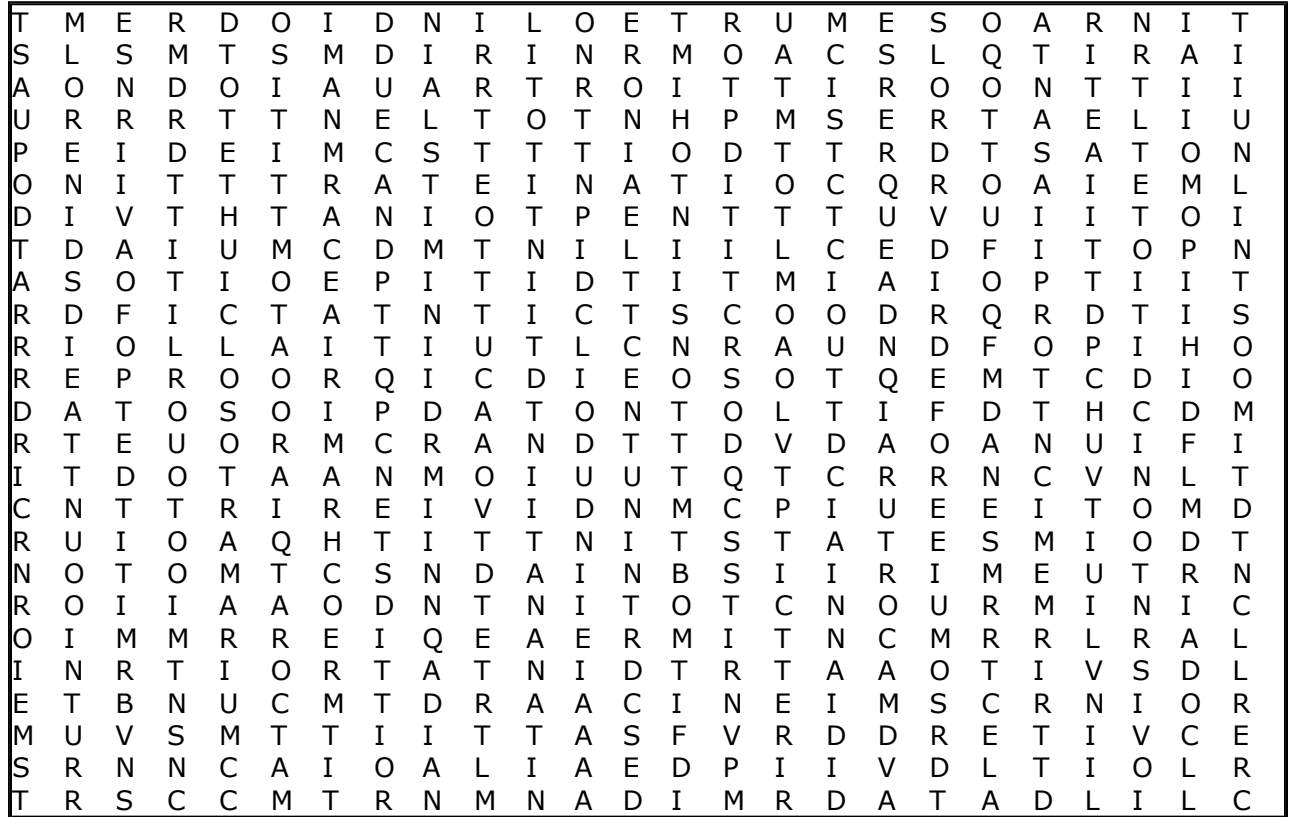 T M E R D O I D N I L O E T R U M E S O A R N I T
S L S M T S M D I R I N R M O A C S L Q T I R A I
A O N D O I A U A R T R O I T T I R O O N T T I I
U R R R T T N E L T O T N H P M S E R T A E L I U
P E I D E I M C S T T T I O D T T R D T S A T O N
O N I T T T R A T E I N A T I O C Q R O A I E M L
D I V T H T A N I O T P E N T T T U V U I I T O I
T D A I U M C D M T N I L I I L C E D F I T O P N
A S O T I O E P I T I D T I T M I A I O P T I I T
R D F I C T A T N T I C T S C O O D R Q R D T I S
R I O L L A I T I U T L C N R A U N D F O P I H O
R E P R O O R Q I C D I E O S O T Q E M T C D I O
D A T O S O I P D A T O N T O L T I F D T H C D M
R T E U O R M C R A N D T T D V D A O A N U I F I
I T D O T A A N M O I U U T Q T C R R N C V N L T
C N T T R I R E I V I D N M C P I U E E I T O M D
R U I O A Q H T I T T N I T S T A T E S M I O D T
N O T O M T C S N D A I N B S I I R I M E U T R N
R O I I A A O D N T N I T O T C N O U R M I N I C
O I M M R R E I Q E A E R M I T N C M R R L R A L
I N R T I O R T A T N I D T R T A A O T I V S D L
E T B N U C M T D R A A C I N E I M S C R N I O R
M U V S M T T I I T T A S F V R D D R E T I V C E
S R N N C A I O A L I A E D P I I V D L T I O L R
T R S C C M T R N M N A D I M R D A T A D L I L C